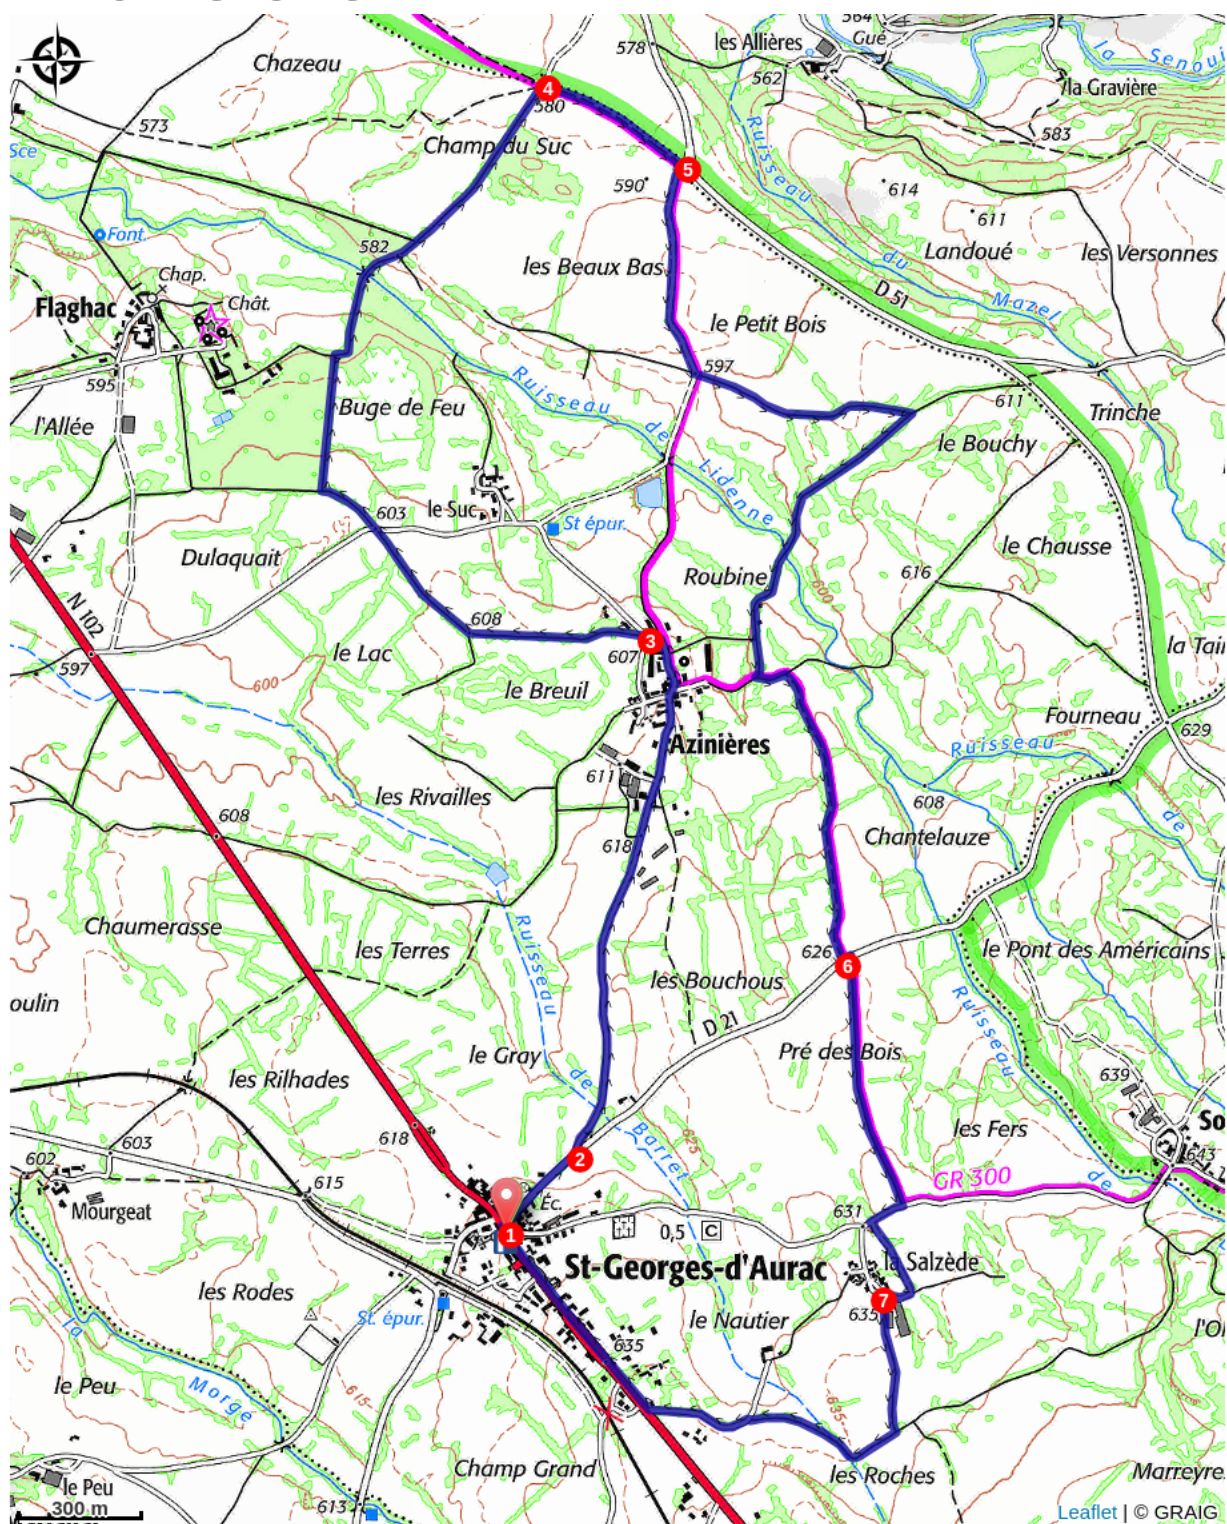 578
564
les Allières
Gué
la
Senoui
Chazeau
562
la Gravière
4
580
573
583
Champ du Suc
Ruisseau
Sce
5
590
614
611
Landoué
les Versonnes
Font.
582
les Beaux Bas
du
Chap.
Flaghac
Chât.
D 51
Mazel
le Petit Bois
597
595
Ruisseau
611
l'Allée
Buge de Feu
Trinche
de
le Bouchy
Lidenne
le Suc
603
St épur.
Dulaquait
le Chausse
Roubine
616
N 102
600
608
3
597
le Lac
607
la Tai
600
le Breuil
Fourneau
629
Azinières
Ruisseau
611
608
les Rivailles
de
608
618
Chantelauze
Chaumerasse
les Terres
Ruisseau
626
le Pont des Américains
6
les Bouchous
oulin
D 21
Ruisseau
le Gray
Pré des Bois
les Rilhades
de
639
618
Barret
625
les Fers
So
603
2
643
602
GR 300
de
615
Éc.
Mourgeat
631
1
0,5
C
St-Georges-d'Aurac
la Salzède
les Rodes
7
635
St. épur.
le Nautier
l'Ol
la
635
le Peu
Morge
615
635
Champ Grand
les Roches
Marreyre
le Peu
300 m
613
Leaflet | © GRAIG